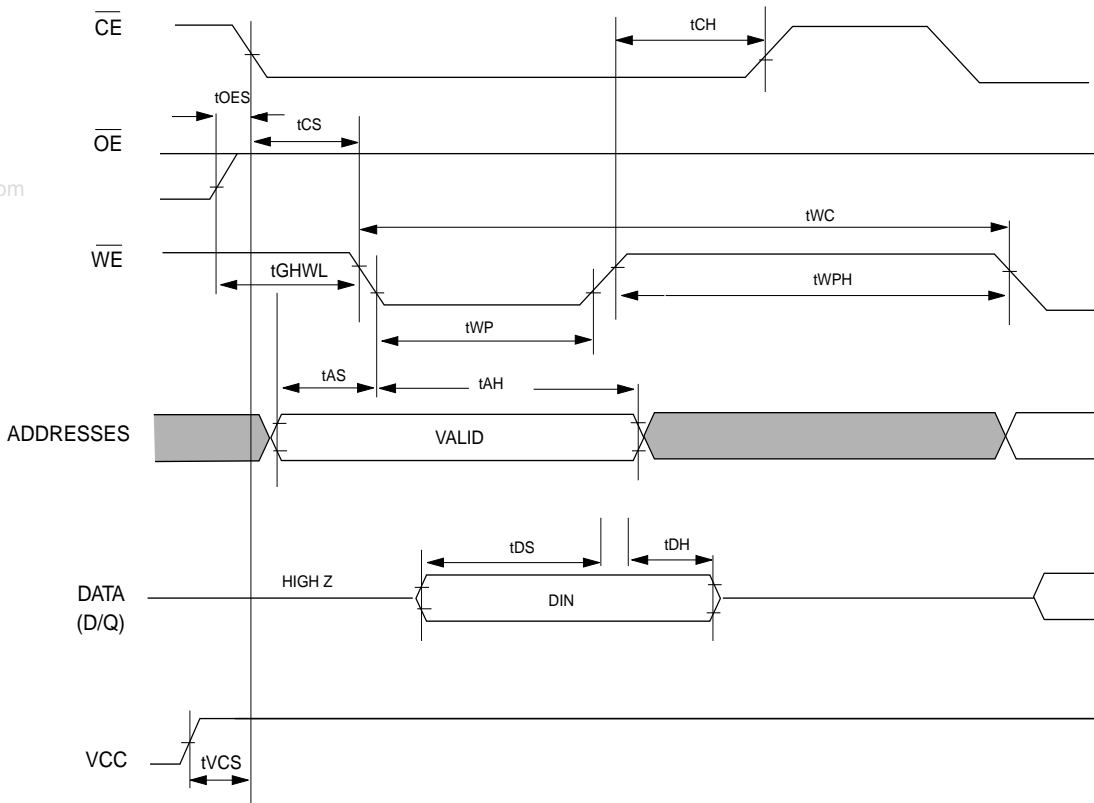 CE
tCH
tOES
tCS
OE
om
tWC
WE
tGHWL
tWPH
tWP
tAS
tAH
ADDRESSES
VALID
tDS
tDH
HIGH Z
DATA
(D/Q)
DIN
VCC
tVCS